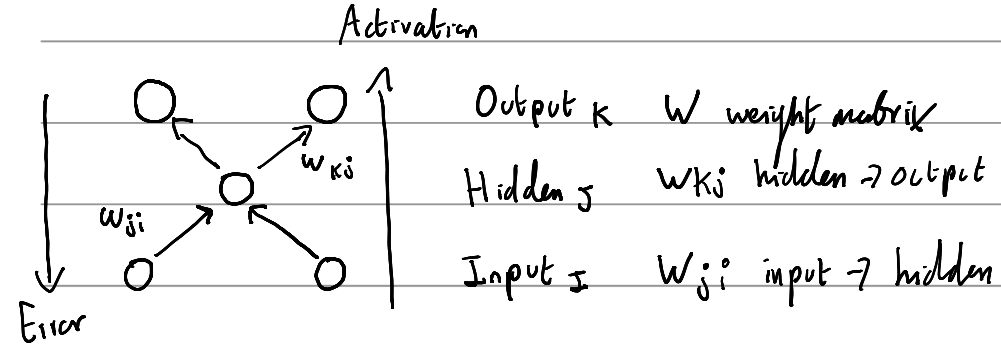 Activation
Output K W weight matrix
wkj
Hidden J Wkj hidden → output
wji
Input I Wji input → hidden
Error